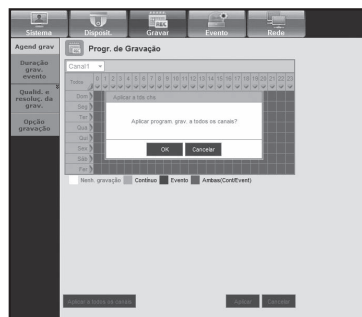 Sistema
Disposit.
Gravar
Evento
Rede
Agend grav
Duração grav. evento
Qualid. e resoluç. de grav.
Opção gravação
Progr. de Gravação
Canal1
Todos 0 1 2 3 4 5 6 7 8 9 10 11 12 13 14 15 16 17 18 19 20 21 22 23
Dom
Seg
Ter
Qua
Qui
Sex
Sáb
Fer
Aplicar a tds chs
Aplicar program. grav. a todos os canais?
OK
Cancelar
Nenh. gravação
Contínuo
Evento
Ambas(Cont/Event)
Aplicar a todos os canais
Aplicar
Cancelar